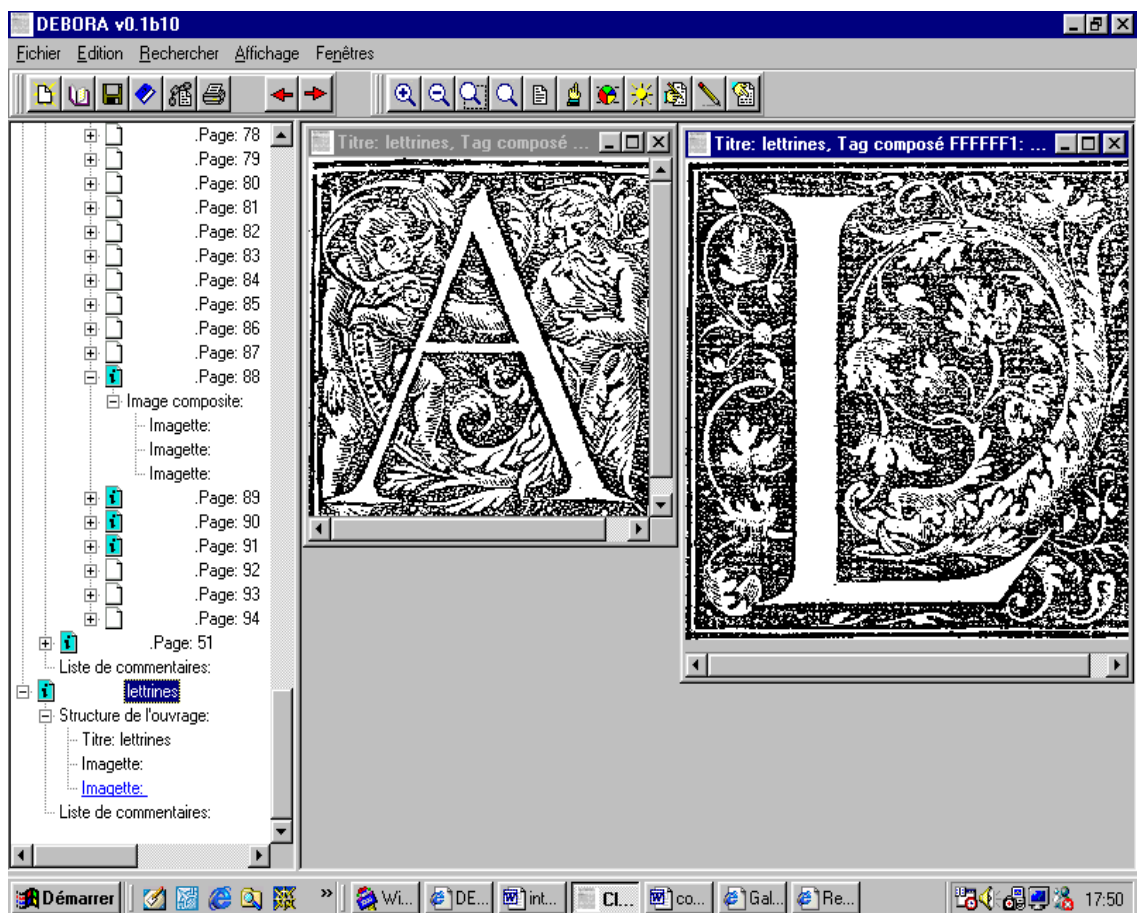 DEBORA v0.1b10
Fichier Edition Rechercher Affichage Fenêtres
.Page: 78
.Page: 79
.Page: 80
.Page: 81
.Page: 82
.Page: 83
.Page: 84
.Page: 85
.Page: 86
.Page: 87
.Page: 88
Image composite:
Imagette:
Imagette:
Imagette:
.Page: 89
.Page: 90
.Page: 91
.Page: 92
.Page: 93
.Page: 94
.Page: 51
Liste de commentaires:
lettrines
Structure de l'ouvrage:
Titre: lettrines
Imagette:
Imagette:
Liste de commentaires:
Titre: lettrines, Tag composé ...
A
Titre: lettrines, Tag composé FFFFFF1: ...
L
Démarrer » Wi... DE... int... Cl... co... Gal... Re... 17:50